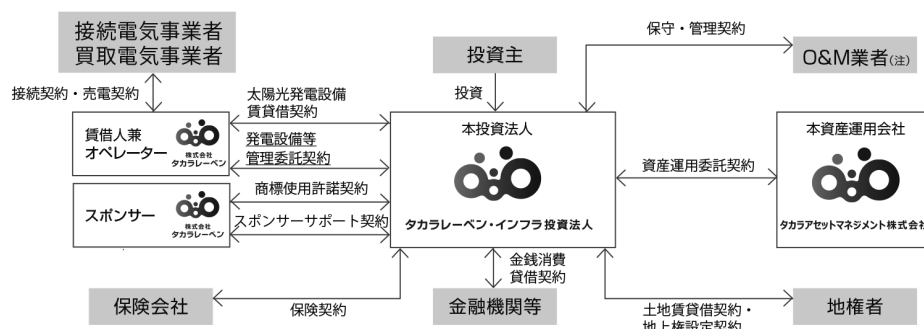 接続電気事業者
買取電気事業者
投資主
保守・管理契約
O&M業者(注)
接続契約・売電契約
太陽光発電設備
賃貸借契約
投資
賃借人兼
オペレーター
株式会社
タカラレーベン
発電設備等
管理委託契約
本投資法人
タカラレーベン・インフラ投資法人
資産運用委託契約
本資産運用会社
タカラアセットマネジメント株式会社
スポンサー
株式会社
タカラレーベン
商標使用許諾契約
スポンサーサポート契約
保険会社
保険契約
金銭消費
貸借契約
金融機関等
土地賃貸借契約・
地上権設定契約
地権者